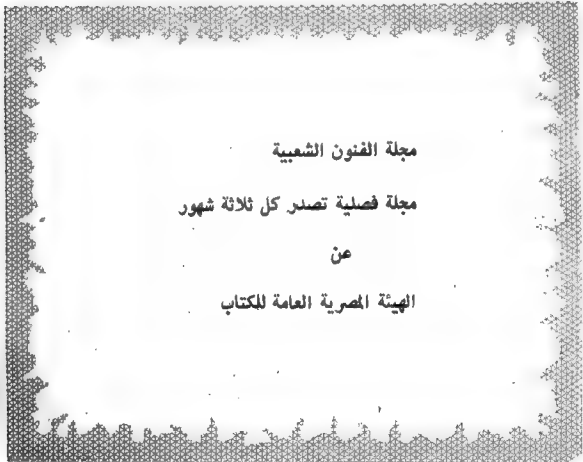 مجلة الفنون الشعبية
مجلة فصلية تصدر كل ثلاثة شهور
عن
الهيئة المصرية العامة للكتاب